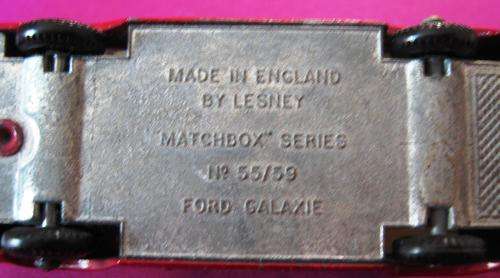 MADE IN ENGLAND
BY LESNEY
"MATCHBOX" SERIES
Nº 55/59
FORD GALAXIE